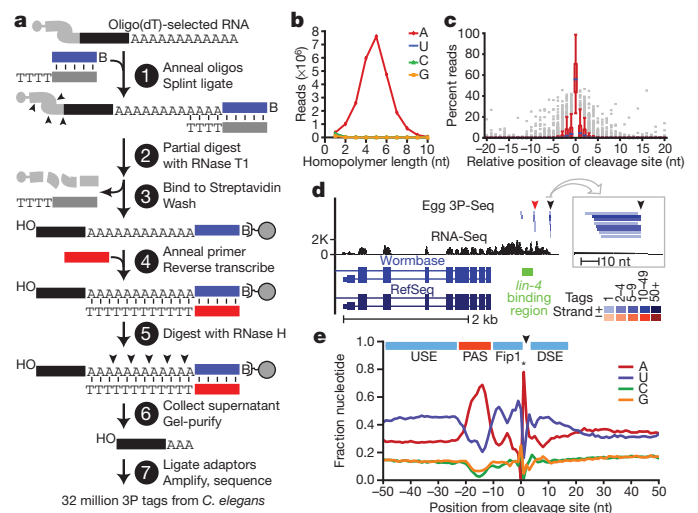 a
Oligo(dT)-selected RNA
AAAAAAAAAAAA
B
TTTT
1 Anneal oligos
Splint ligate
AAAAAAAAAAAA B
TTTT
2 Partial digest
with RNase T1
3 Bind to Streptavidin
Wash
TTTT
HO AAAAAAAAAAAA B
4 Anneal primer
Reverse transcribe
HO AAAAAAAAAAAA B
TTTTTTTTTTTT
5 Digest with RNase H
HO AAAAAAAAAAAA B
TTTTTTTTTTTT
6 Collect supernatant
Gel-purify
HO AAA
7 Ligate adaptors
Amplify, sequence
32 million 3P tags from C. elegans
b
Reads (×10⁶)
8
7
6
5
4
3
2
1
0
0 2 4 6 8 10
Homopolymer length (nt)
A
U
C
G
c
Percent reads
100
80
60
40
20
0
−20 −15 −10 −5 0 5 10 15 20
Relative position of cleavage site (nt)
d
Egg 3P-Seq
RNA-Seq
2K
0
Wormbase
RefSeq
2 kb
lin-4
binding
region
10 nt
Tags
Strand + −
1
2–4
5–9
10–49
50+
e
USE PAS Fip1 DSE
*
Fraction nucleotide
1.0
0.8
0.6
0.4
0.2
0.0
−50 −40 −30 −20 −10 0 10 20 30 40 50
Position from cleavage site (nt)
A
U
C
G